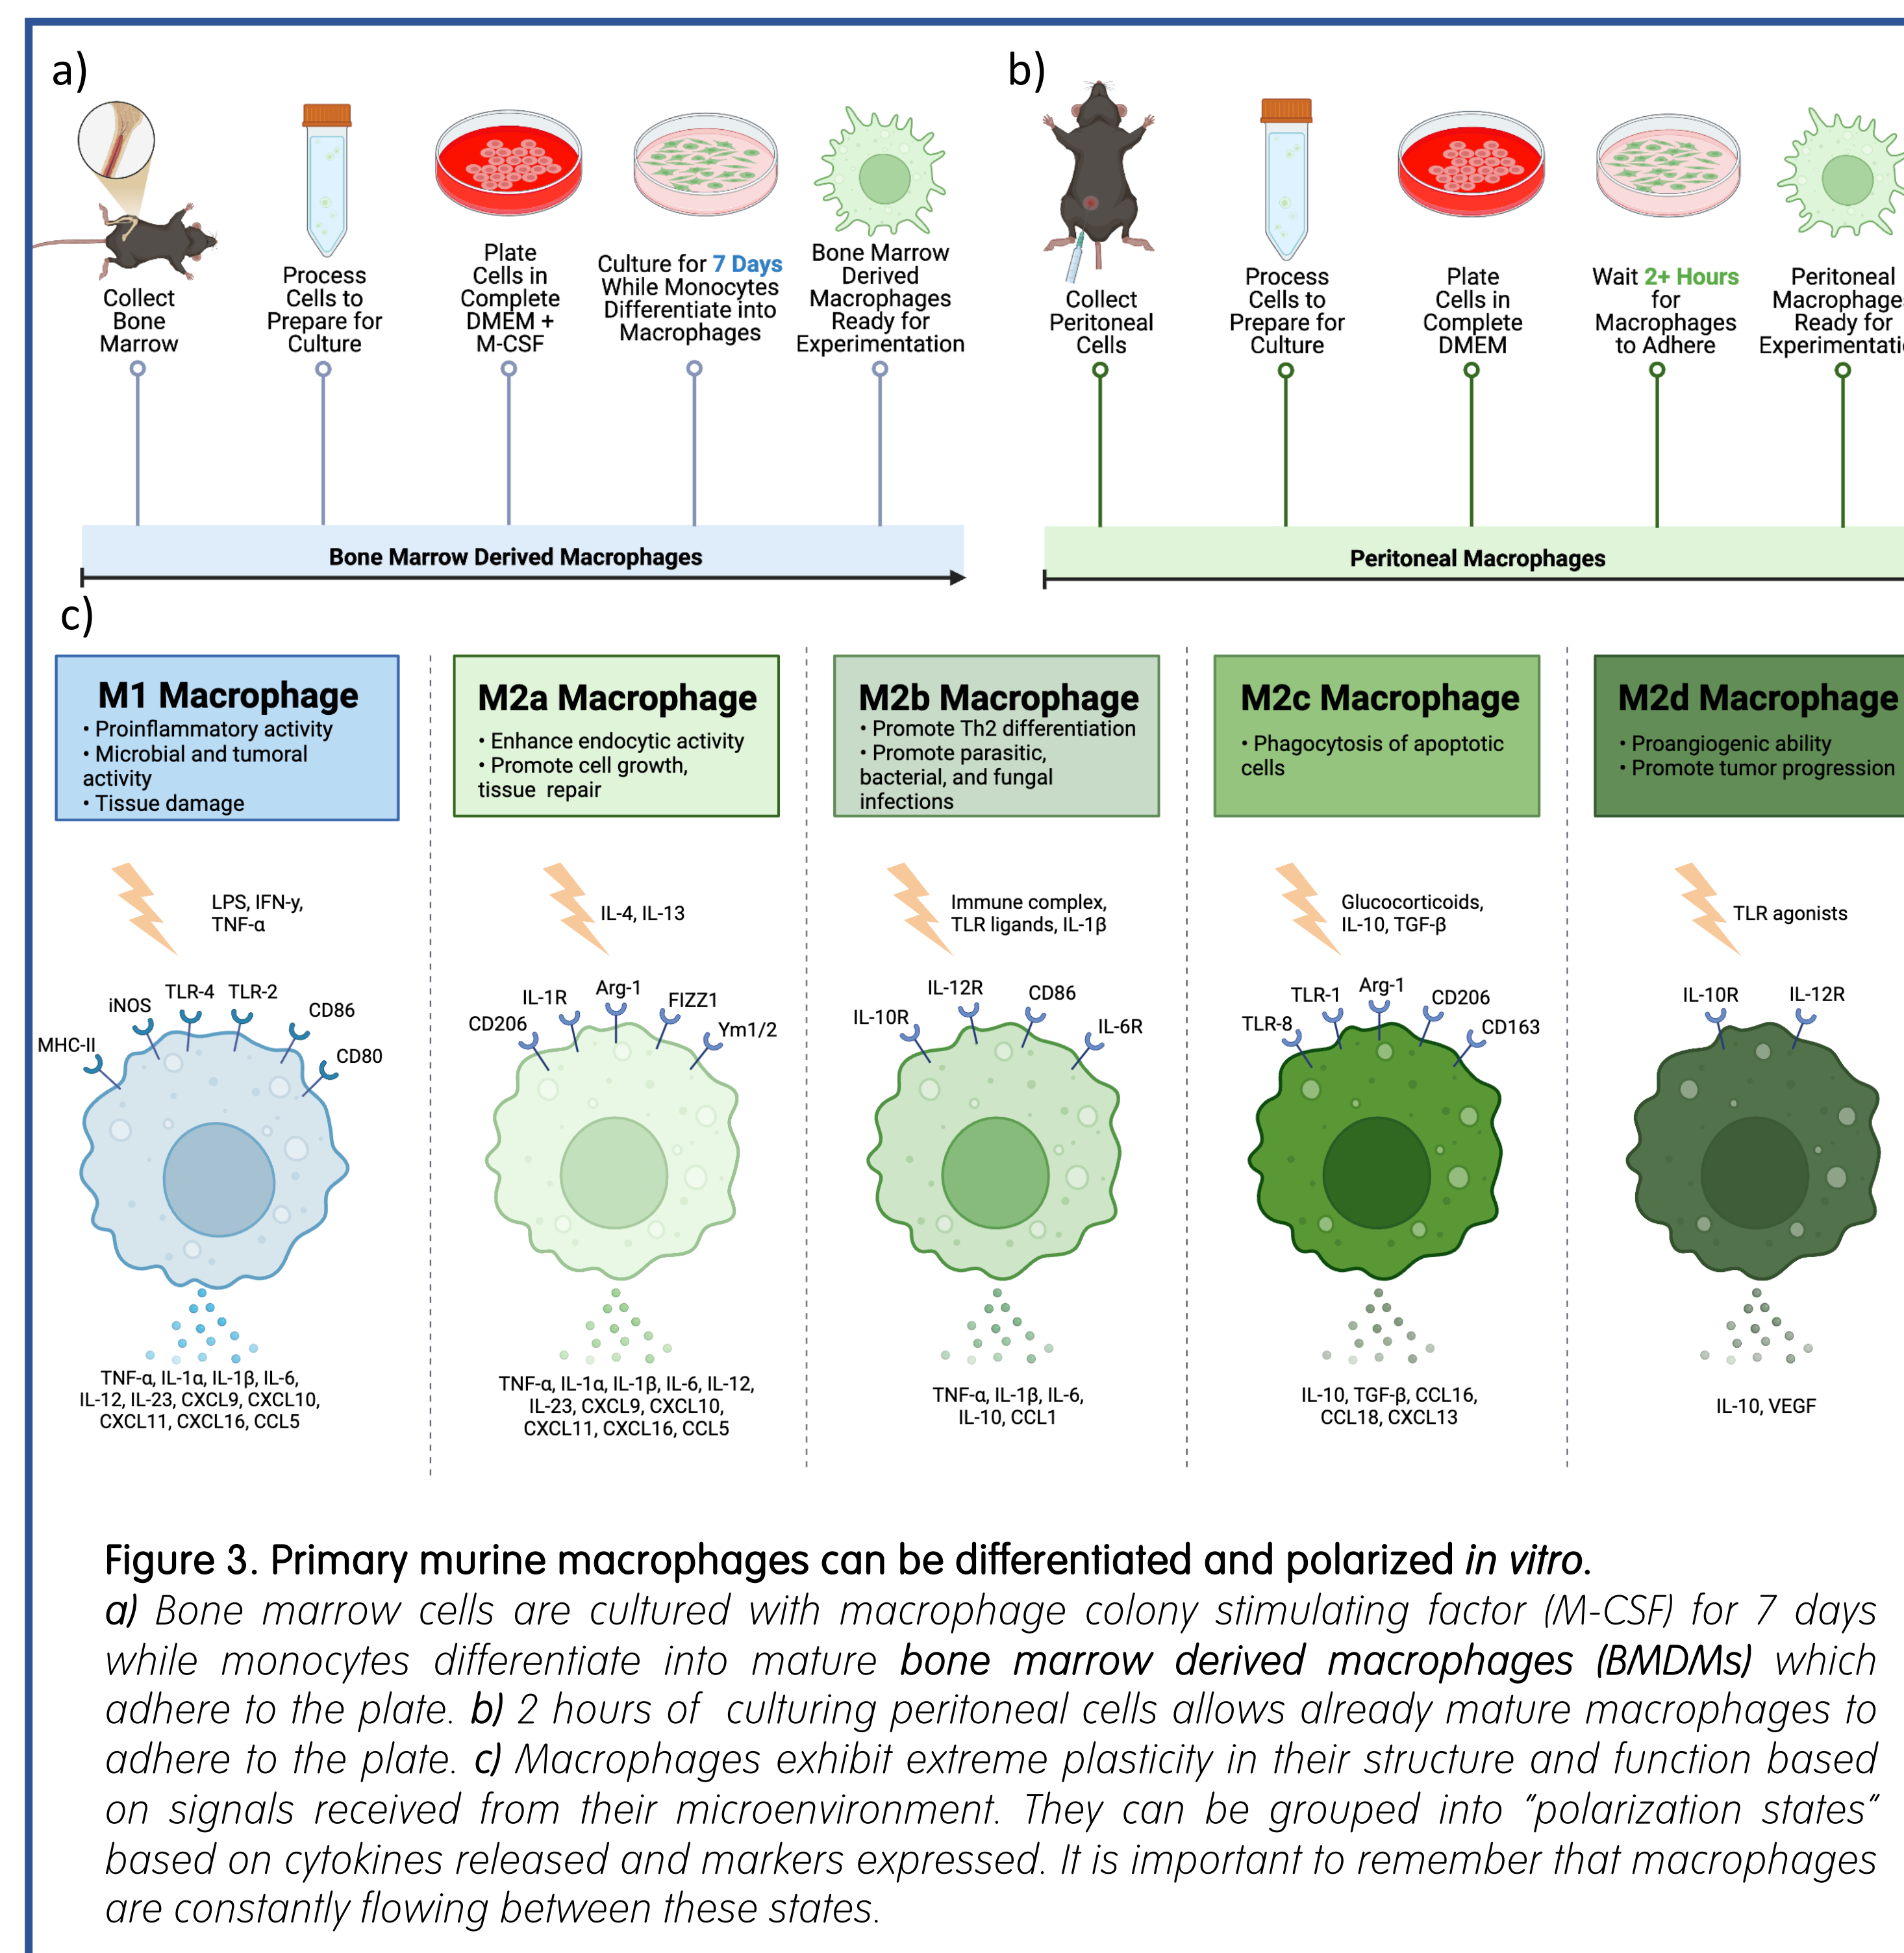 a)
Collect
Bone
Marrow
Process
Cells to
Prepare for
Culture
Plate
Cells in
Complete
DMEM +
M-CSF
Culture for 7 Days
While Monocytes
Differentiate into
Macrophages
Bone Marrow
Derived
Macrophages
Ready for
Experimentation
Bone Marrow Derived Macrophages
b)
Collect
Peritoneal
Cells
Process
Cells to
Prepare for
Culture
Plate
Cells in
Complete
DMEM
Wait 2+ Hours
for
Macrophages
to Adhere
Peritoneal
Macrophage
Ready for
Experimentati
Peritoneal Macrophages
c)
M1 Macrophage
• Proinflammatory activity
• Microbial and tumoral
activity
• Tissue damage
LPS, IFN-y,
TNF-α
MHC-II
iNOS
TLR-4
TLR-2
CD86
CD80
TNF-α, IL-1α, IL-1β, IL-6,
IL-12, IL-23, CXCL9, CXCL10,
CXCL11, CXCL16, CCL5
M2a Macrophage
• Enhance endocytic activity
• Promote cell growth,
tissue repair
IL-4, IL-13
CD206
IL-1R
Arg-1
FIZZ1
Ym1/2
TNF-α, IL-1α, IL-1β, IL-6, IL-12,
IL-23, CXCL9, CXCL10,
CXCL11, CXCL16, CCL5
M2b Macrophage
• Promote Th2 differentiation
• Promote parasitic,
bacterial, and fungal
infections
Immune complex,
TLR ligands, IL-1β
IL-10R
IL-12R
CD86
IL-6R
TNF-α, IL-1β, IL-6,
IL-10, CCL1
M2c Macrophage
• Phagocytosis of apoptotic
cells
Glucocorticoids,
IL-10, TGF-β
TLR-8
TLR-1
Arg-1
CD206
CD163
IL-10, TGF-β, CCL16,
CCL18, CXCL13
M2d Macrophage
• Proangiogenic ability
• Promote tumor progression
TLR agonists
IL-10R
IL-12R
IL-10, VEGF
Figure 3. Primary murine macrophages can be differentiated and polarized in vitro.
a) Bone marrow cells are cultured with macrophage colony stimulating factor (M-CSF) for 7 days
while monocytes differentiate into mature bone marrow derived macrophages (BMDMs) which
adhere to the plate. b) 2 hours of culturing peritoneal cells allows already mature macrophages to
adhere to the plate. c) Macrophages exhibit extreme plasticity in their structure and function based
on signals received from their microenvironment. They can be grouped into “polarization states“
based on cytokines released and markers expressed. It is important to remember that macrophages
are constantly flowing between these states.